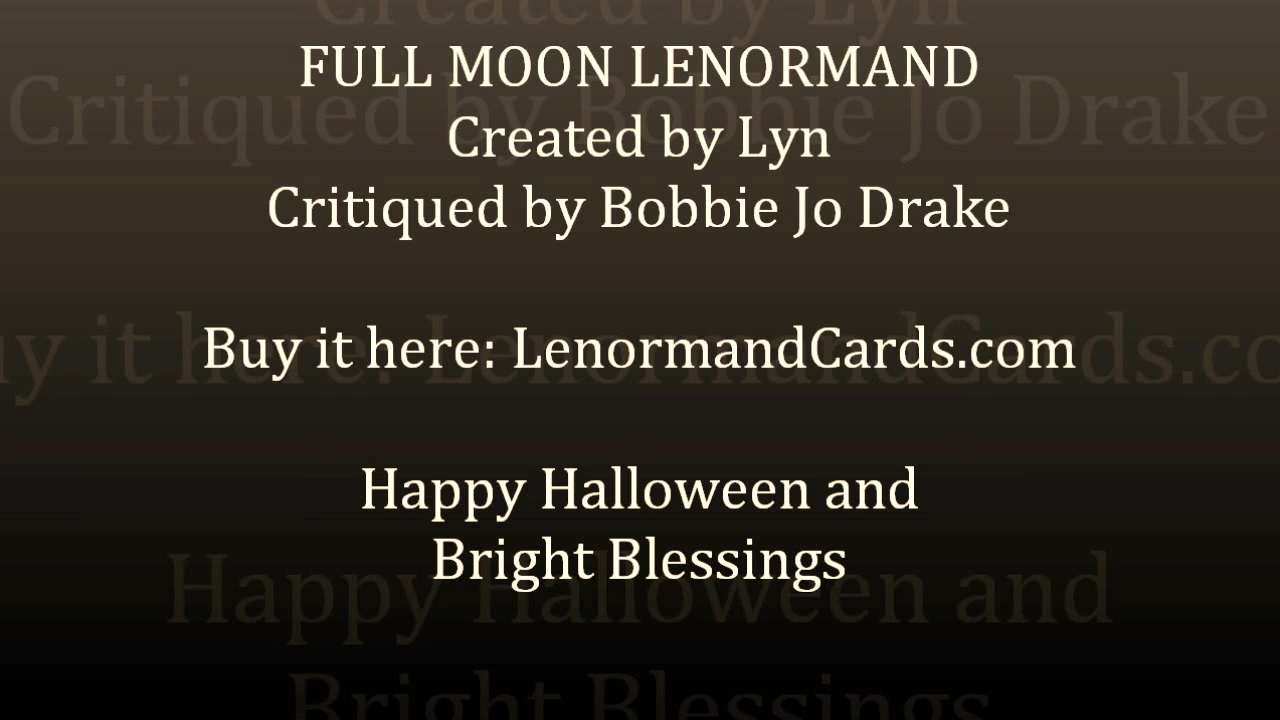 FULL MOON LENORMAND
Created by Lyn
Critiqued by Bobbie Jo Drake
Buy it here: LenormandCards.com
Happy Halloween and
Bright Blessings